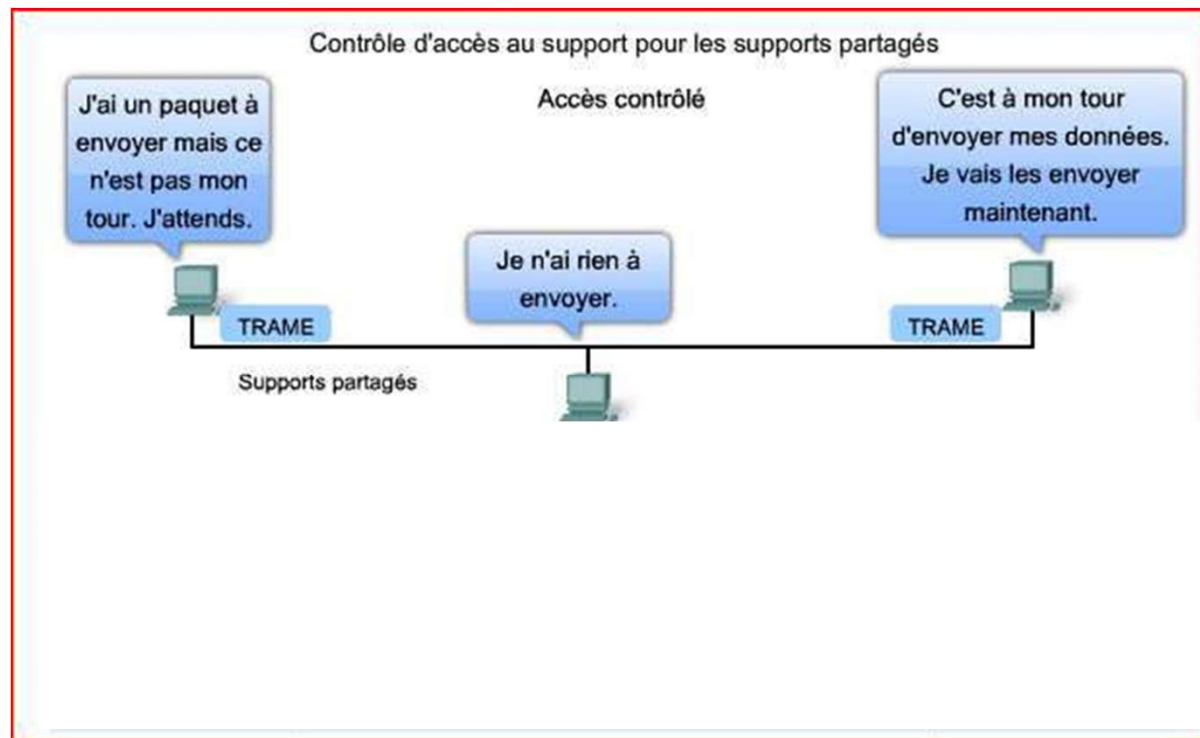 Contrôle d'accès au support pour les supports partagés
Accès contrôlé
J'ai un paquet à
envoyer mais ce
n'est pas mon
tour. J'attends.
C'est à mon tour
d'envoyer mes données.
Je vais les envoyer
maintenant.
Je n'ai rien à
envoyer.
TRAME
TRAME
Supports partagés